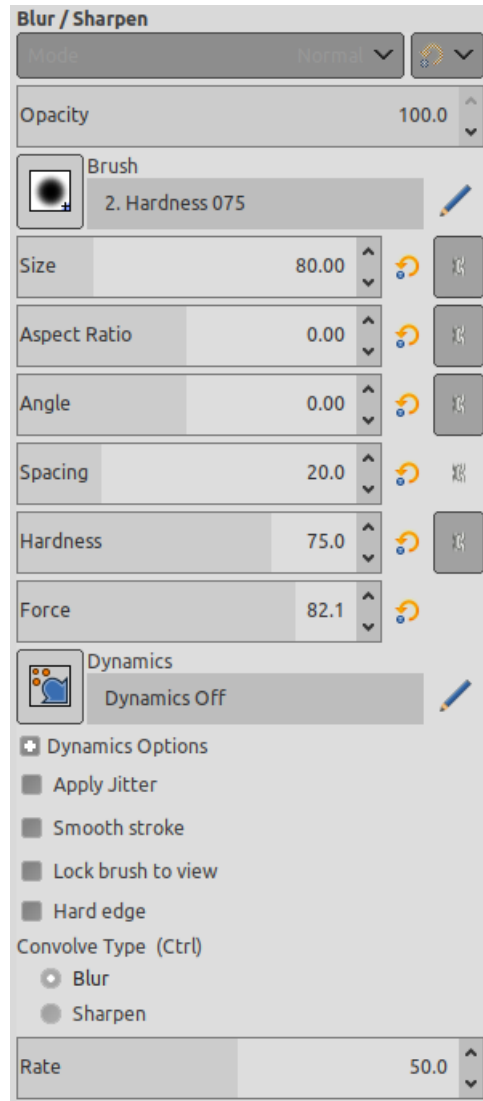 Blur / Sharpen
Mode Normal
Opacity 100.0
Brush
2. Hardness 075
Size 80.00
Aspect Ratio 0.00
Angle 0.00
Spacing 20.0
Hardness 75.0
Force 82.1
Dynamics
Dynamics Off
Dynamics Options
Apply Jitter
Smooth stroke
Lock brush to view
Hard edge
Convolve Type (Ctrl)
Blur
Sharpen
Rate 50.0